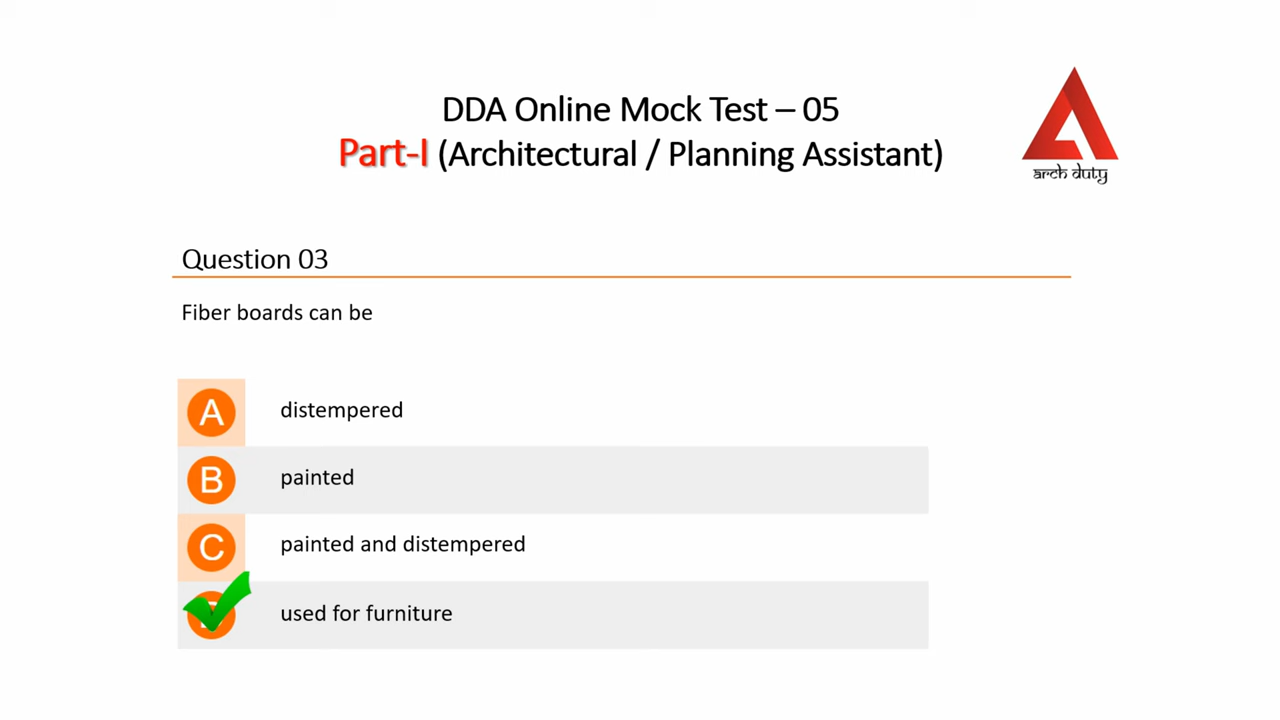 DDA Online Mock Test – 05
Part-I (Architectural / Planning Assistant)
arch duty
Question 03
Fiber boards can be
A distempered
B painted
C painted and distempered
used for furniture